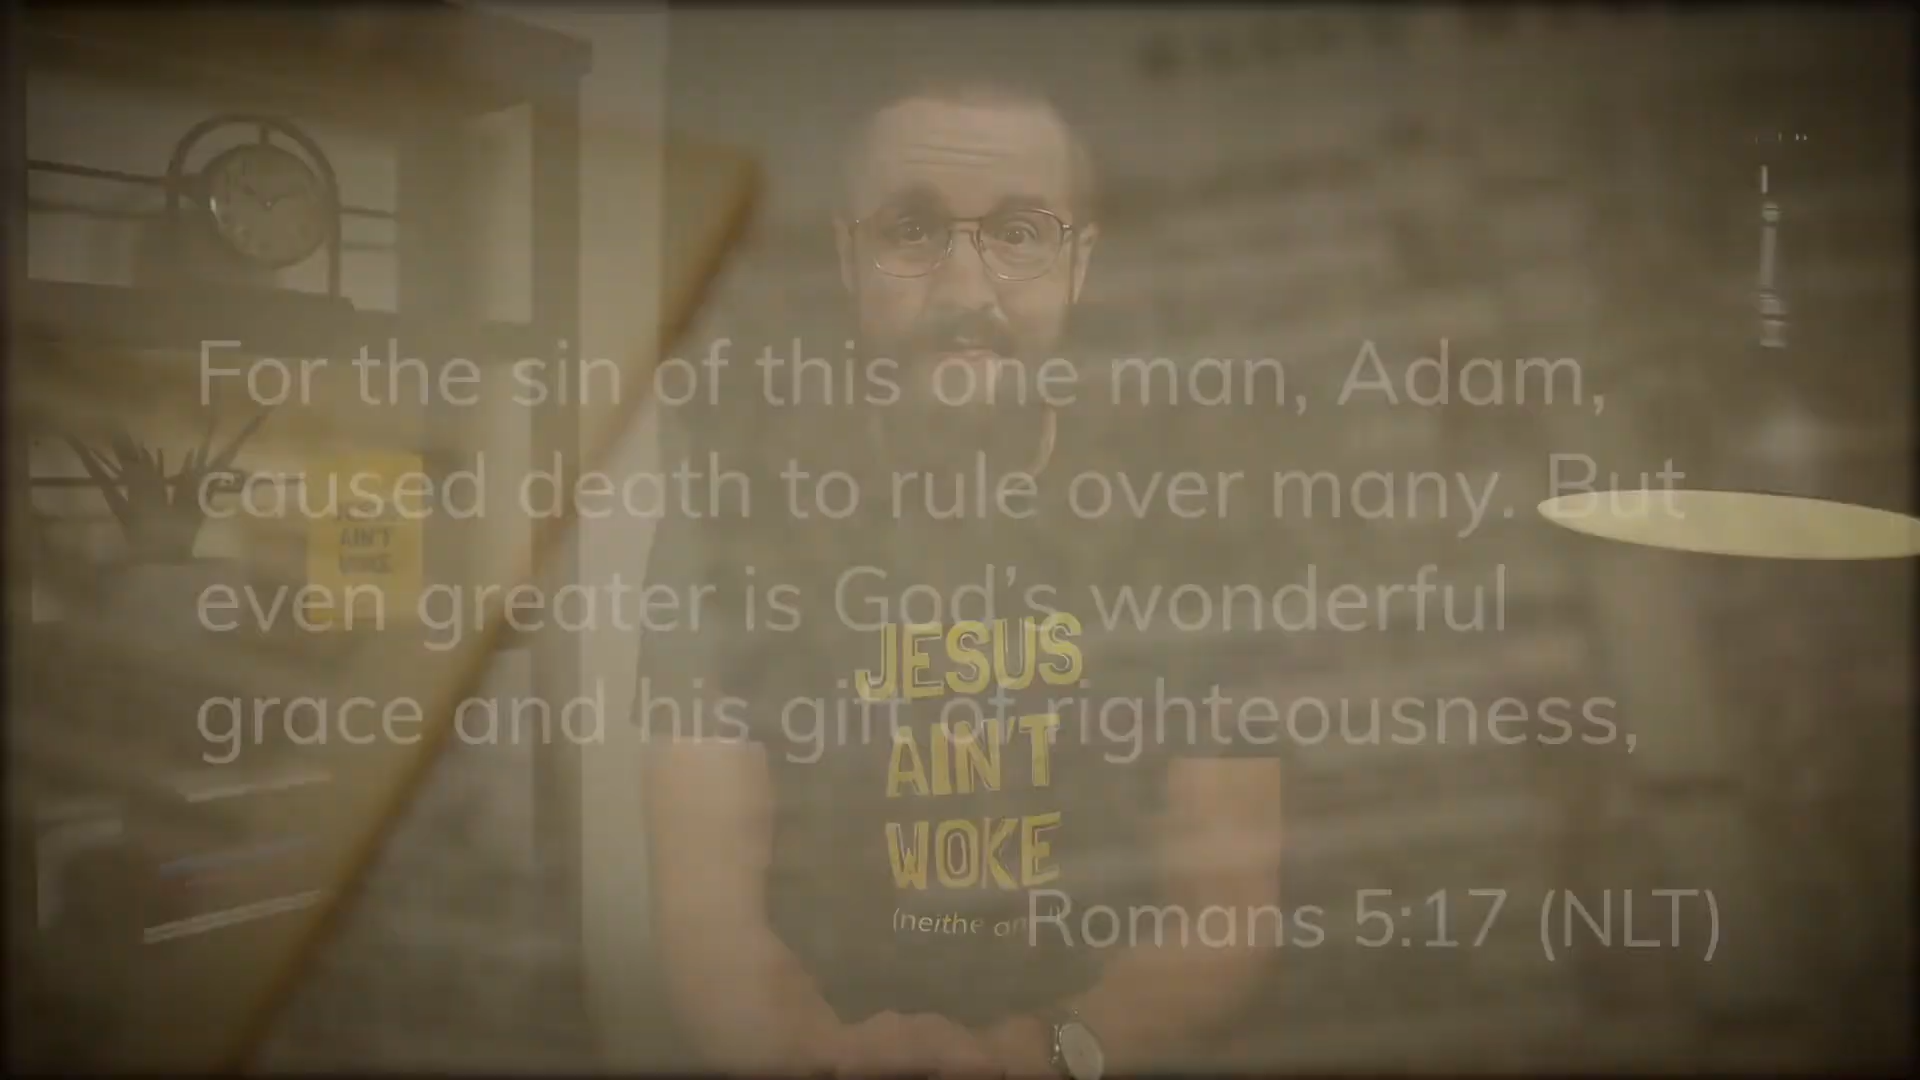 For the sin of this one man, Adam,
caused death to rule over many. But
even greater is God’s wonderful
grace and his gift of righteousness,
Romans 5:17 (NLT)
JESUS
AIN'T
WOKE
AIN'T
WOKE